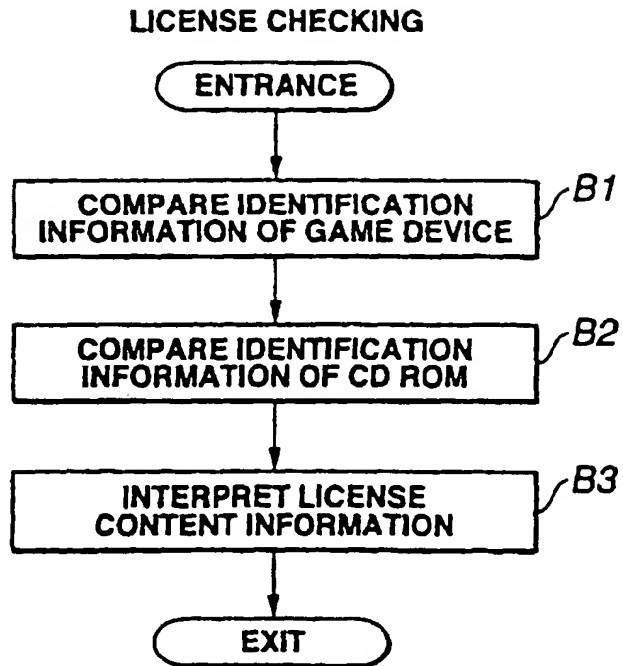 LICENSE CHECKING
ENTRANCE
COMPARE IDENTIFICATION
INFORMATION OF GAME DEVICE
B1
COMPARE IDENTIFICATION
INFORMATION OF CD ROM
B2
INTERPRET LICENSE
CONTENT INFORMATION
B3
EXIT